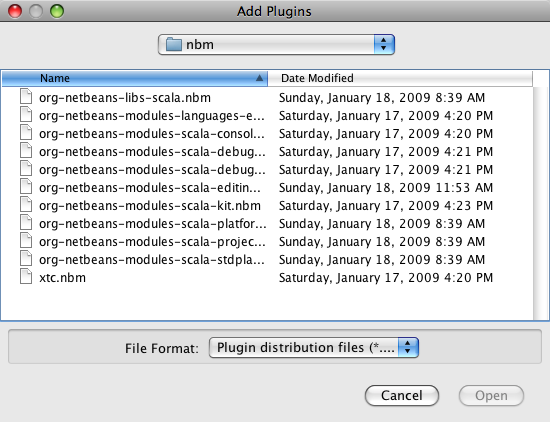 Add Plugins
nbm
Name Date Modified
org-netbeans-libs-scala.nbm Sunday, January 18, 2009 8:39 AM
org-netbeans-modules-languages-e... Saturday, January 17, 2009 4:20 PM
org-netbeans-modules-scala-consol... Saturday, January 17, 2009 4:20 PM
org-netbeans-modules-scala-debug... Saturday, January 17, 2009 4:21 PM
org-netbeans-modules-scala-debug... Saturday, January 17, 2009 4:21 PM
org-netbeans-modules-scala-editin... Sunday, January 18, 2009 11:53 AM
org-netbeans-modules-scala-kit.nbm Saturday, January 17, 2009 4:23 PM
org-netbeans-modules-scala-platfor... Sunday, January 18, 2009 8:39 AM
org-netbeans-modules-scala-projec... Sunday, January 18, 2009 8:39 AM
org-netbeans-modules-scala-stdpla... Sunday, January 18, 2009 8:39 AM
xtc.nbm Saturday, January 17, 2009 4:20 PM
File Format: Plugin distribution files (*....
Cancel Open